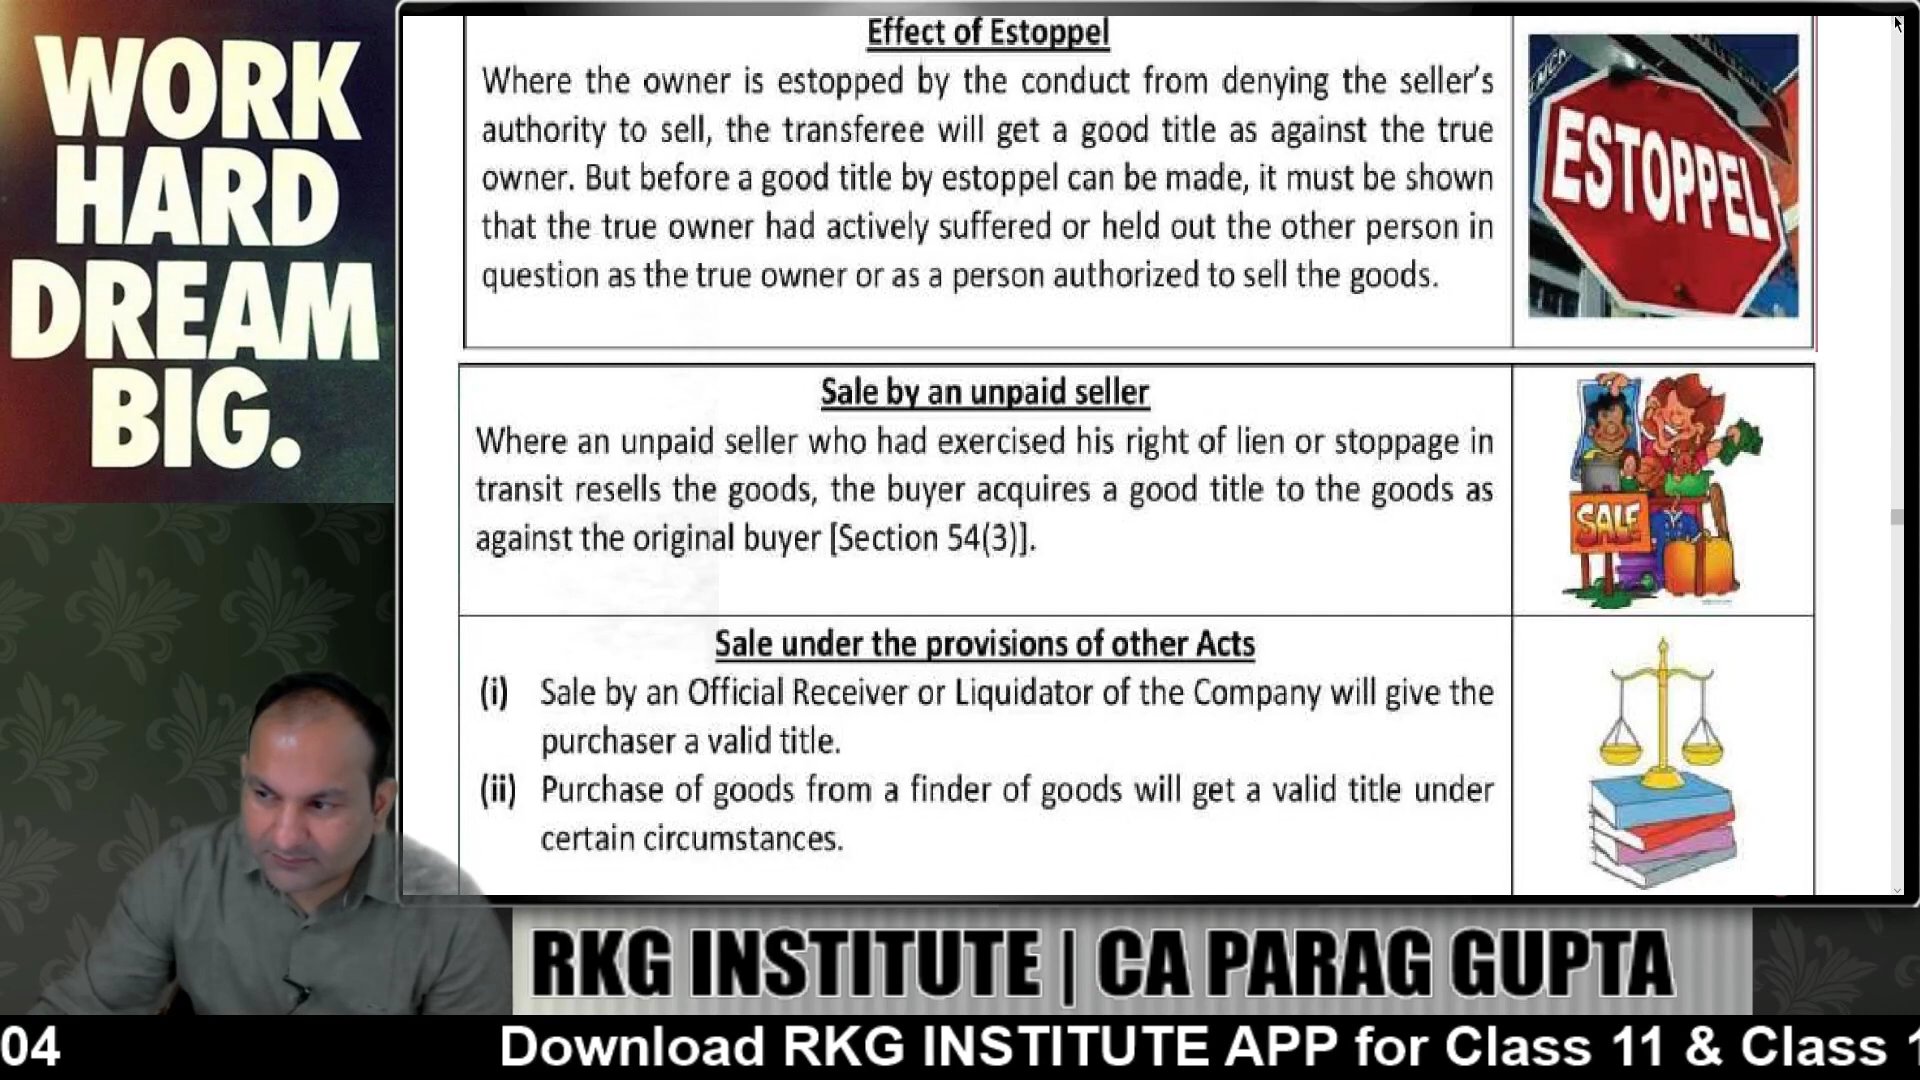 WORK
HARD
DREAM
BIG.
Effect of Estoppel
Where the owner is estopped by the conduct from denying the seller's
authority to sell, the transferee will get a good title as against the true
owner. But before a good title by estoppel can be made, it must be shown
that the true owner had actively suffered or held out the other person in
question as the true owner or as a person authorized to sell the goods.
ESTOPPEL
Sale by an unpaid seller
Where an unpaid seller who had exercised his right of lien or stoppage in
transit resells the goods, the buyer acquires a good title to the goods as
against the original buyer [Section 54(3)].
SALE
Sale under the provisions of other Acts
(i) Sale by an Official Receiver or Liquidator of the Company will give the
purchaser a valid title.
(ii) Purchase of goods from a finder of goods will get a valid title under
certain circumstances.
RKG INSTITUTE | CA PARAG GUPTA
04 Download RKG INSTITUTE APP for Class 11 & Class 1